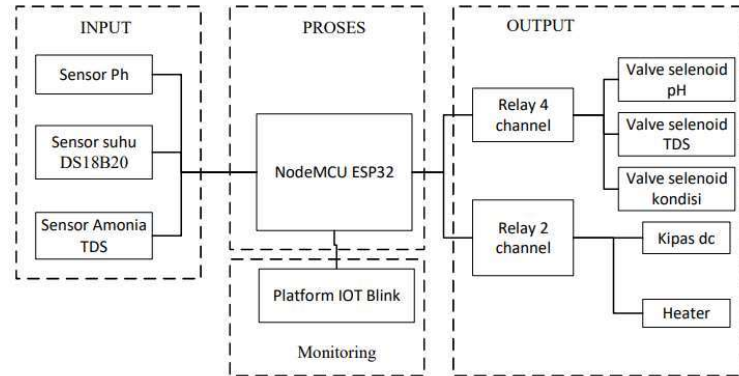 INPUT
Sensor Ph
Sensor suhu
DS18B20
Sensor Amonia
TDS
PROSES
NodeMCU ESP32
Platform IOT Blink
Monitoring
OUTPUT
Relay 4
channel
Relay 2
channel
Valve selenoid
pH
Valve selenoid
TDS
Valve selenoid
kondisi
Kipas dc
Heater